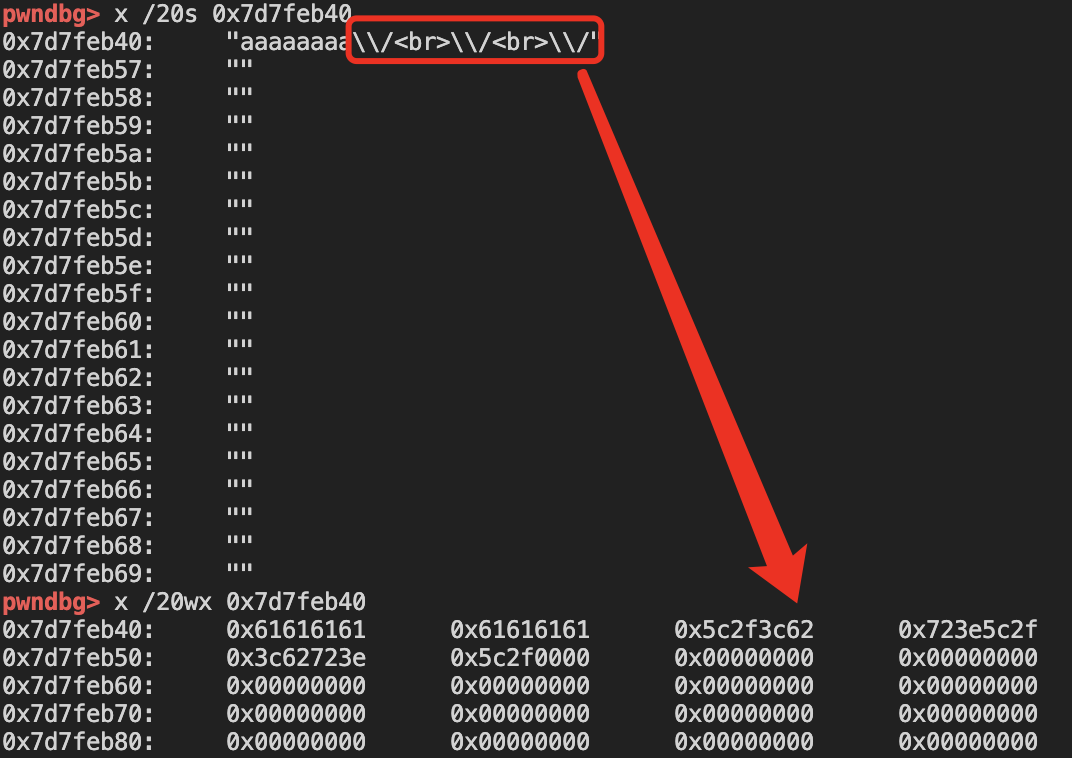 pwndbg> x /20s 0x7d7feb40
0x7d7feb40: "aaaaaaaa\\/<br>\\/<br>\\/"
0x7d7feb57: ""
0x7d7feb58: ""
0x7d7feb59: ""
0x7d7feb5a: ""
0x7d7feb5b: ""
0x7d7feb5c: ""
0x7d7feb5d: ""
0x7d7feb5e: ""
0x7d7feb5f: ""
0x7d7feb60: ""
0x7d7feb61: ""
0x7d7feb62: ""
0x7d7feb63: ""
0x7d7feb64: ""
0x7d7feb65: ""
0x7d7feb66: ""
0x7d7feb67: ""
0x7d7feb68: ""
0x7d7feb69: ""
pwndbg> x /20wx 0x7d7feb40
0x7d7feb40: 0x61616161 0x61616161 0x5c2f3c62 0x723e5c2f
0x7d7feb50: 0x3c62723e 0x5c2f0000 0x00000000 0x00000000
0x7d7feb60: 0x00000000 0x00000000 0x00000000 0x00000000
0x7d7feb70: 0x00000000 0x00000000 0x00000000 0x00000000
0x7d7feb80: 0x00000000 0x00000000 0x00000000 0x00000000